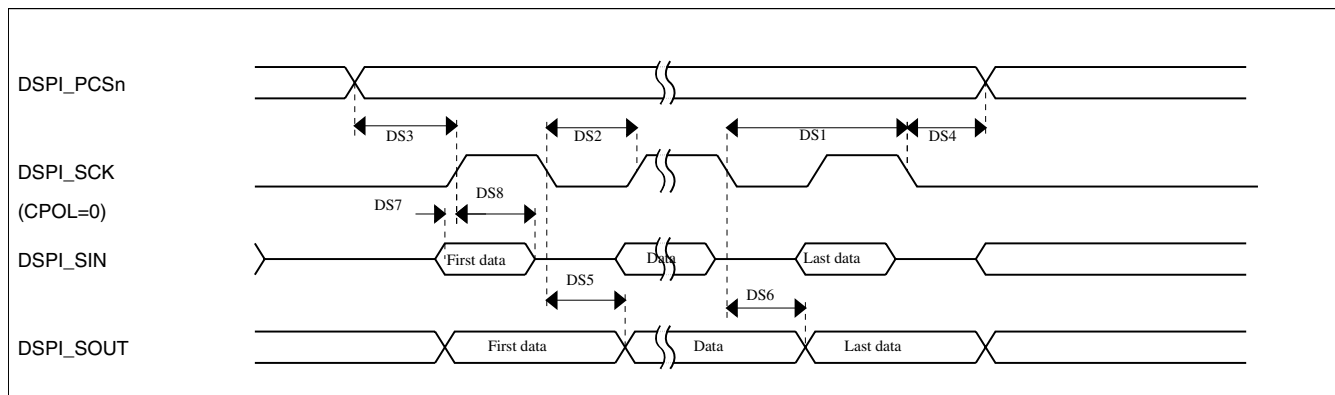 DSPI_PCSn
DS3
DS2
DS1
DS4
DSPI_SCK
(CPOL=0)
DS7
DS8
DSPI_SIN
First data
Data
Last data
DS5
DS6
DSPI_SOUT
First data
Data
Last data